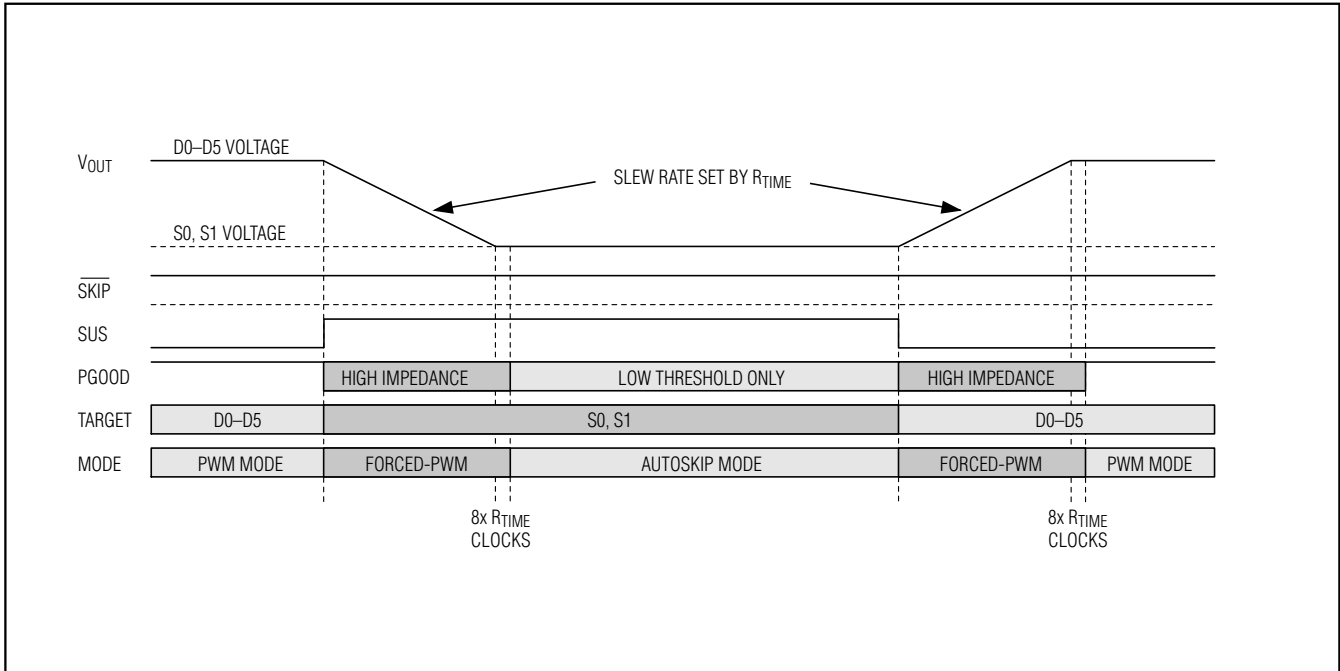 D0–D5 VOLTAGE
VOUT
SLEW RATE SET BY RTIME
S0, S1 VOLTAGE
SKIP
SUS
PGOOD HIGH IMPEDANCE LOW THRESHOLD ONLY HIGH IMPEDANCE
TARGET D0–D5 S0, S1 D0–D5
MODE PWM MODE FORCED-PWM AUTOSKIP MODE FORCED-PWM PWM MODE
8x RTIME
CLOCKS
8x RTIME
CLOCKS